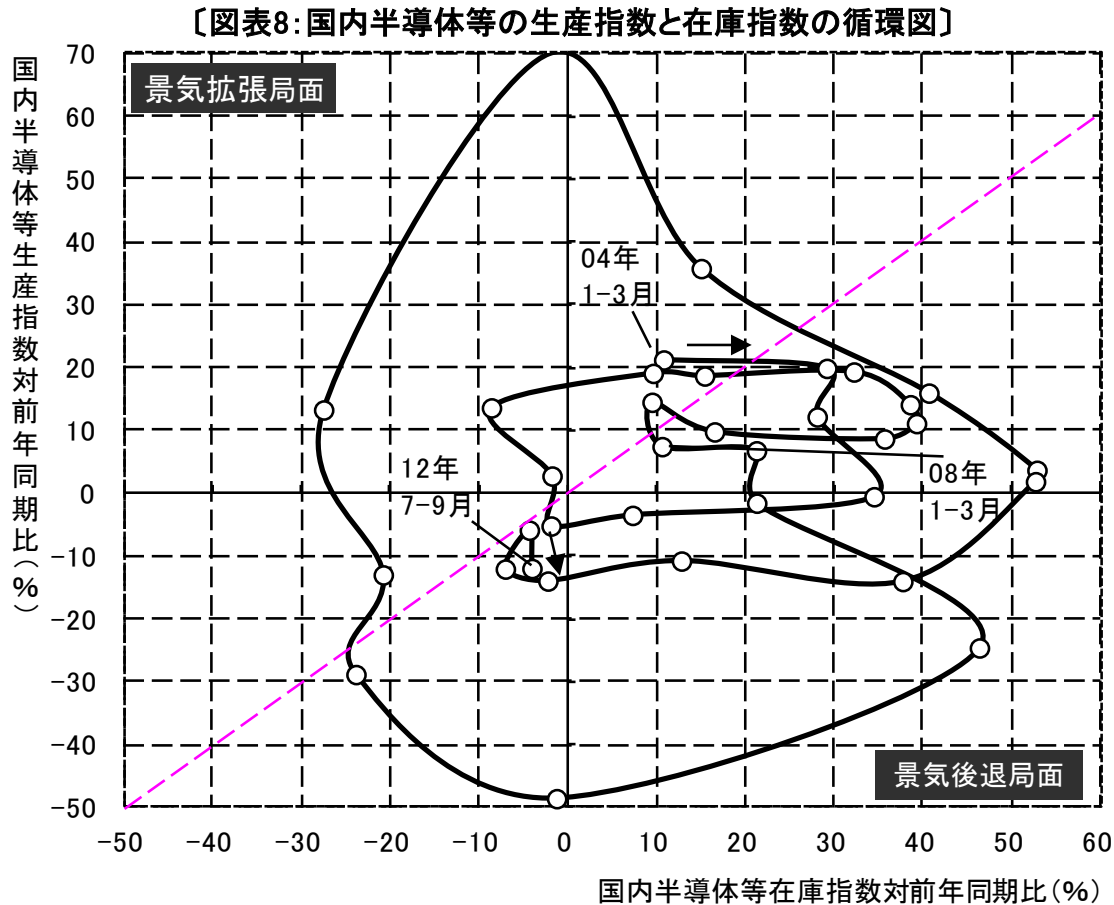 〔図表8：国内半導体等の生産指数と在庫指数の循環図〕
国内半導体等生産指数対前年同期比（％）
70
60
50
40
30
20
10
0
-10
-20
-30
-40
-50
景気拡張局面
04年
1-3月
12年
7-9月
08年
1-3月
景気後退局面
-50 -40 -30 -20 -10 0 10 20 30 40 50 60
国内半導体等在庫指数対前年同期比（％）